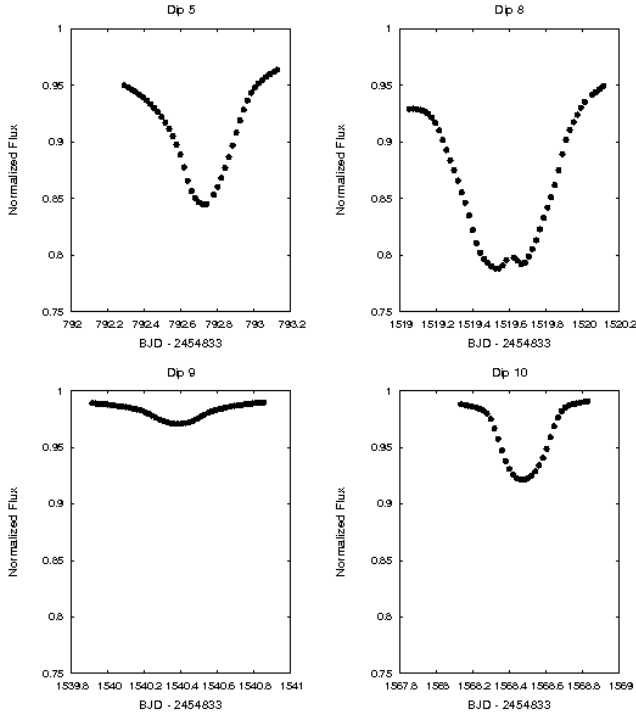 Dip 5
1
0.95
0.9
0.85
0.8
0.75
Normalized Flux
792 792.2 792.4 792.6 792.8 793 793.2
BJD - 2454833
Dip 8
1
0.95
0.9
0.85
0.8
0.75
Normalized Flux
1519 1519.2 1519.4 1519.6 1519.8 1520 1520.2
BJD - 2454833
Dip 9
1
0.95
0.9
0.85
0.8
0.75
Normalized Flux
1539.8 1540 1540.2 1540.4 1540.6 1540.8 1541
BJD - 2454833
Dip 10
1
0.95
0.9
0.85
0.8
0.75
Normalized Flux
1567.8 1568 1568.2 1568.4 1568.6 1568.8 1569
BJD - 2454833